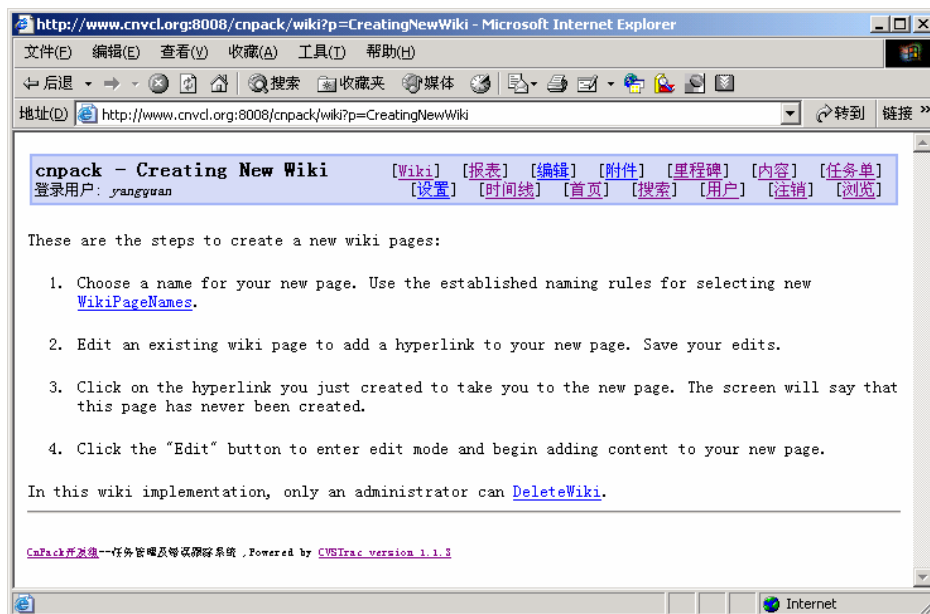 http://www.cnvcl.org:8008/cnpack/wiki?p=CreatingNewWiki - Microsoft Internet Explorer
文件(F) 编辑(E) 查看(V) 收藏(A) 工具(T) 帮助(H)
后退 搜索 收藏夹 媒体
地址(D) http://www.cnvcl.org:8008/cnpack/wiki?p=CreatingNewWiki 转到 链接 »
cnpack - Creating New Wiki [Wiki] [报表] [编辑] [附件] [里程碑] [内容] [任务单]
登录用户: yangyuan [设置] [时间线] [首页] [搜索] [用户] [注销] [浏览]
These are the steps to create a new wiki pages:
1. Choose a name for your new page. Use the established naming rules for selecting new
WikiPageNames.
2. Edit an existing wiki page to add a hyperlink to your new page. Save your edits.
3. Click on the hyperlink you just created to take you to the new page. The screen will say that
this page has never been created.
4. Click the "Edit" button to enter edit mode and begin adding content to your new page.
In this wiki implementation, only an administrator can DeleteWiki.
CnPack开发组--任务管理及错误跟踪系统 ,Powered by CVSTrac version 1.1.3
Internet